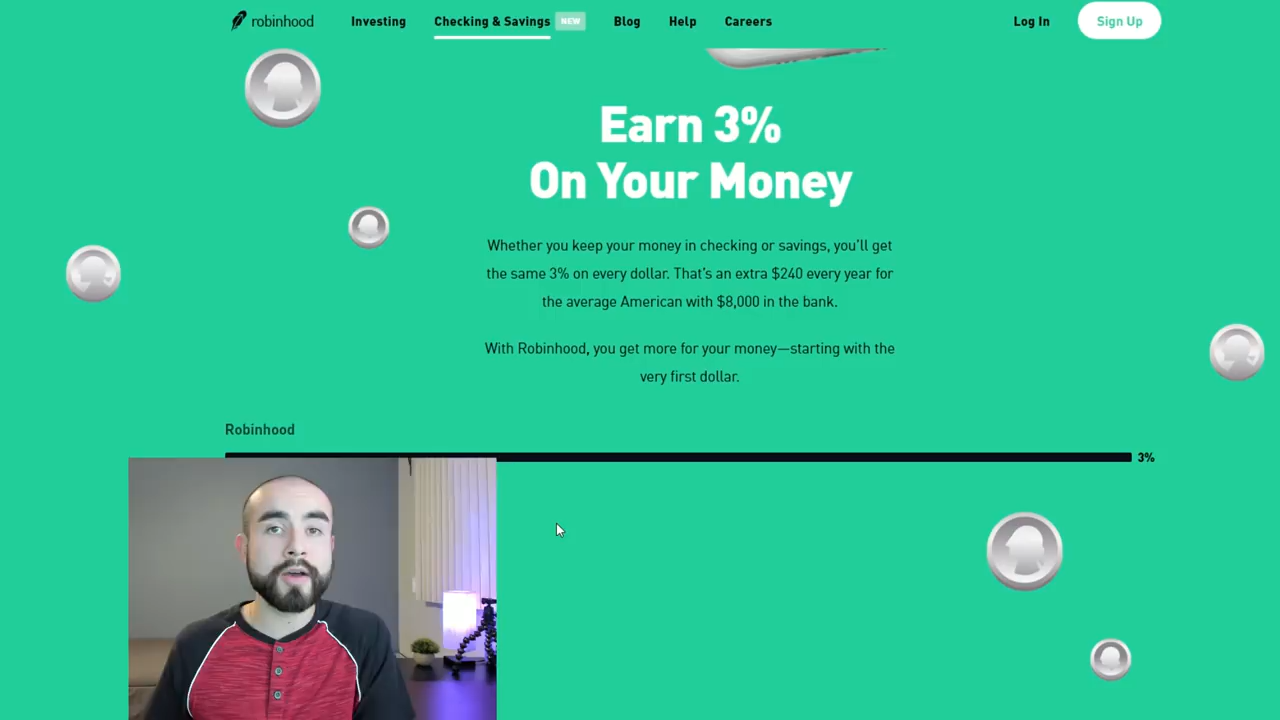 robinhood Investing Checking & Savings NEW Blog Help Careers Log In Sign Up
Earn 3%
On Your Money
Whether you keep your money in checking or savings, you'll get
the same 3% on every dollar. That's an extra $240 every year for
the average American with $8,000 in the bank.
With Robinhood, you get more for your money—starting with the
very first dollar.
Robinhood
3%